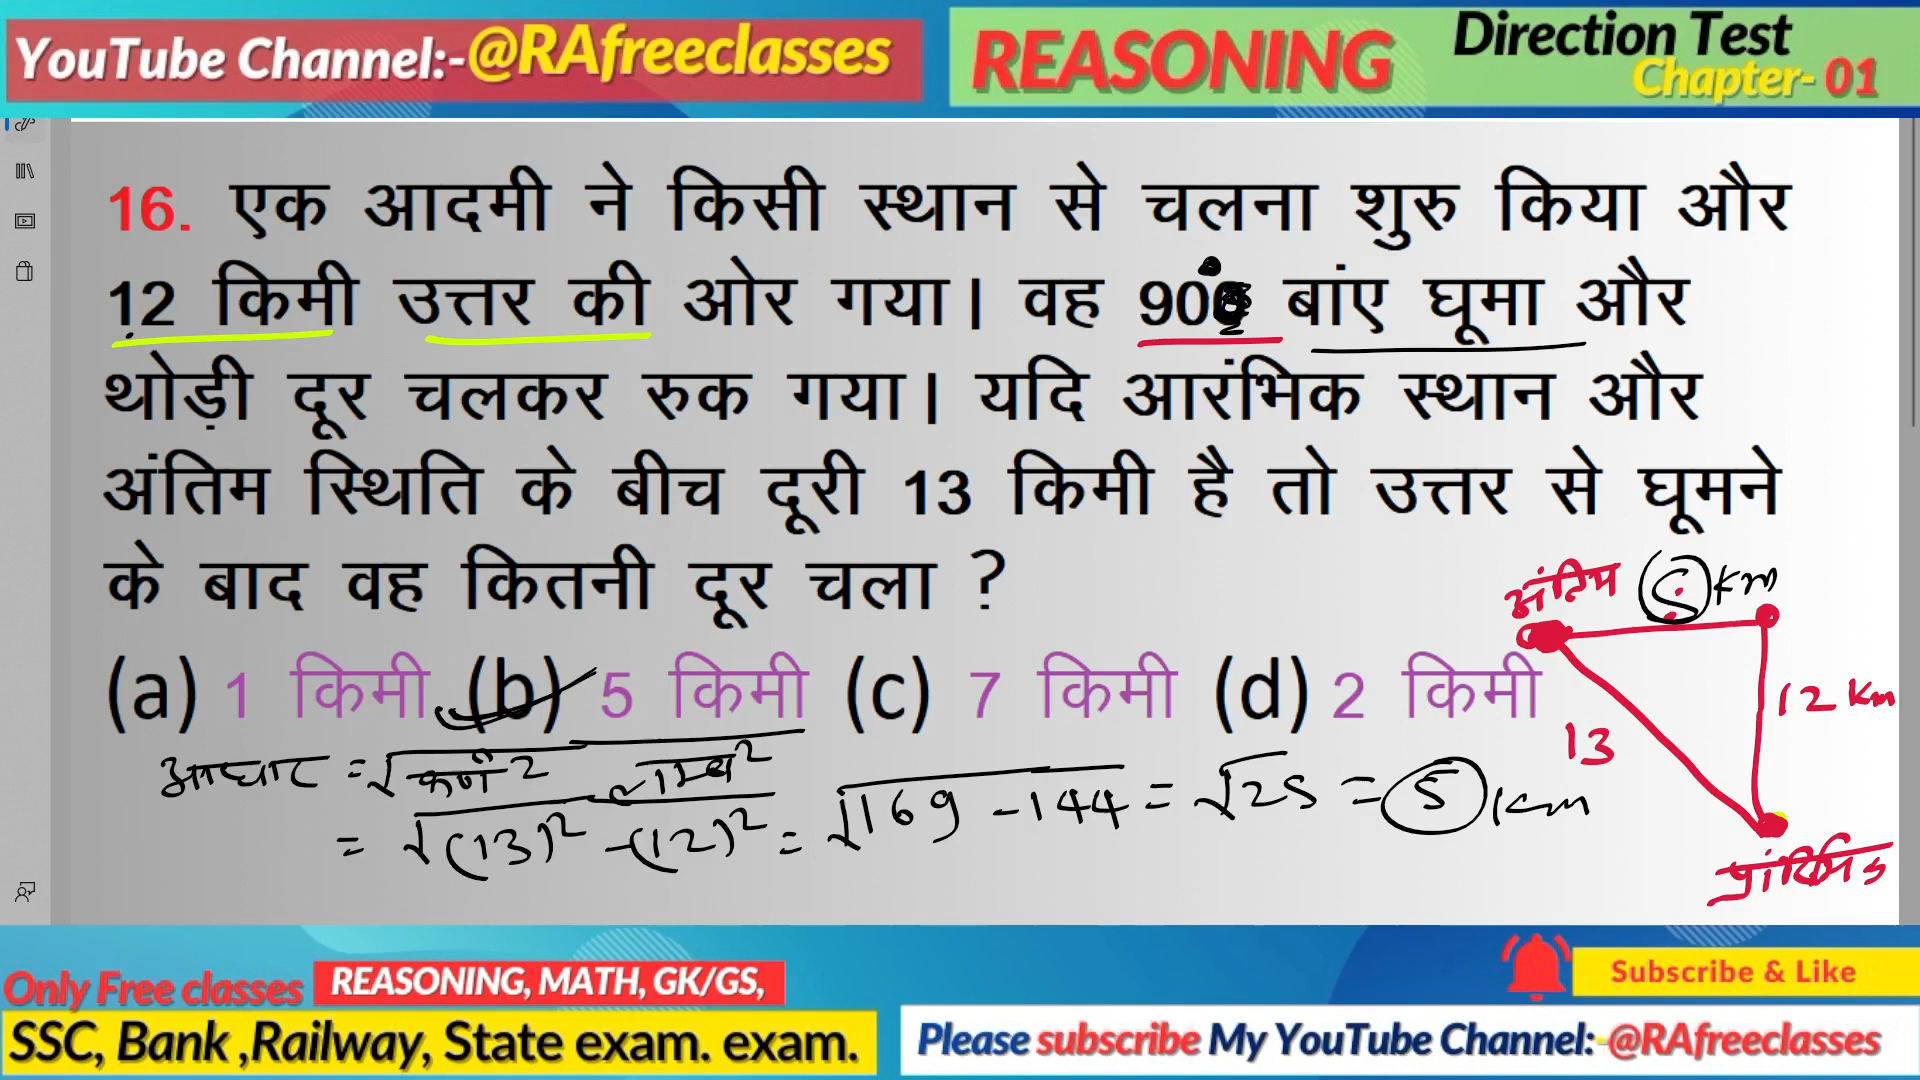 YouTube Channel:-@RAfreeclasses
REASONING
Direction Test
Chapter- 01
16. एक आदमी ने किसी स्थान से चलना शुरु किया और
12 किमी उत्तर की ओर गया। वह 90 बांए घूमा और
थोड़ी दूर चलकर रुक गया। यदि आरंभिक स्थान और
अंतिम स्थिति के बीच दूरी 13 किमी है तो उत्तर से घूमने
के बाद वह कितनी दूर चला ?
अंतिम 5 km
(a) 1 किमी (b) 5 किमी (c) 7 किमी (d) 2 किमी
12 Km
13
= √कर्ण² - लम्ब²
= √(13)² -(12)² = √169 -144 = √25 = 5 km
Only Free classes REASONING, MATH, GK/GS,
SSC, Bank ,Railway, State exam. exam.
Subscribe & Like
Please subscribe My YouTube Channel:-@RAfreeclasses